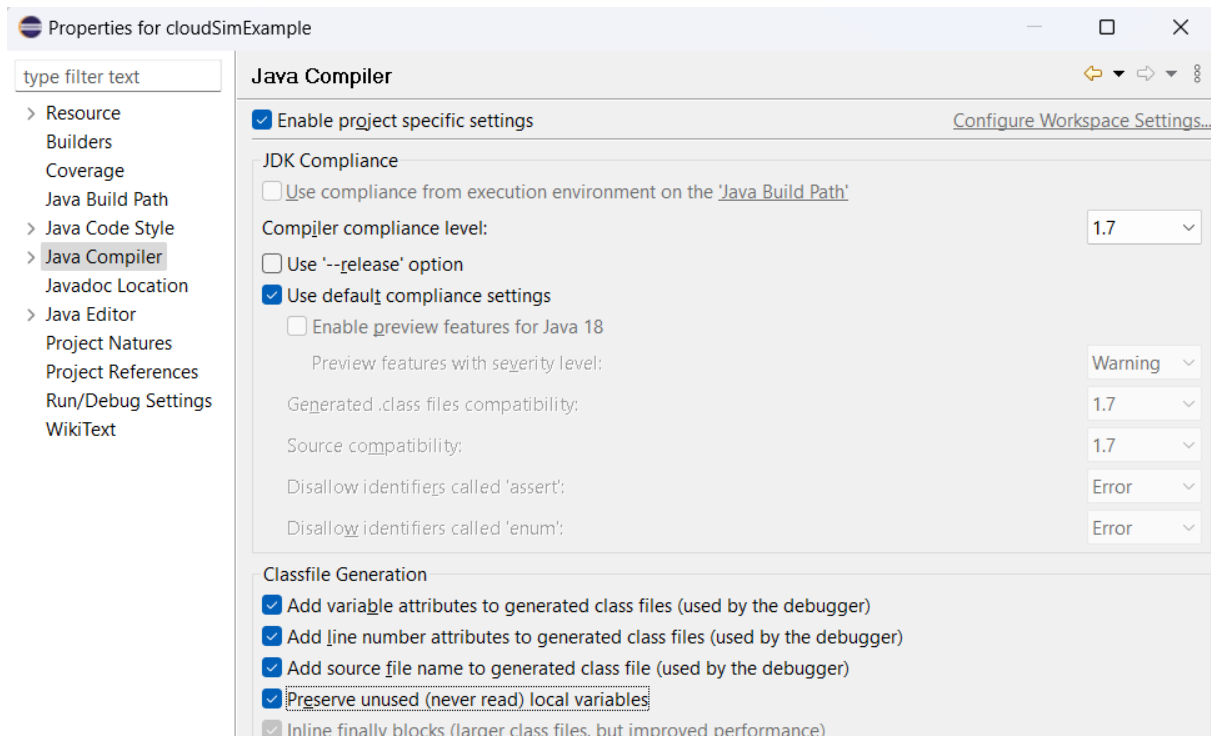 Properties for cloudSimExample
type filter text
Resource
Builders
Coverage
Java Build Path
Java Code Style
Java Compiler
Javadoc Location
Java Editor
Project Natures
Project References
Run/Debug Settings
WikiText
Java Compiler
Enable project specific settings Configure Workspace Settings...
JDK Compliance
Use compliance from execution environment on the 'Java Build Path'
Compiler compliance level: 1.7
Use '--release' option
Use default compliance settings
Enable preview features for Java 18
Preview features with severity level: Warning
Generated .class files compatibility: 1.7
Source compatibility: 1.7
Disallow identifiers called 'assert': Error
Disallow identifiers called 'enum': Error
Classfile Generation
Add variable attributes to generated class files (used by the debugger)
Add line number attributes to generated class files (used by the debugger)
Add source file name to generated class file (used by the debugger)
Preserve unused (never read) local variables
Inline finally blocks (larger class files, but improved performance)